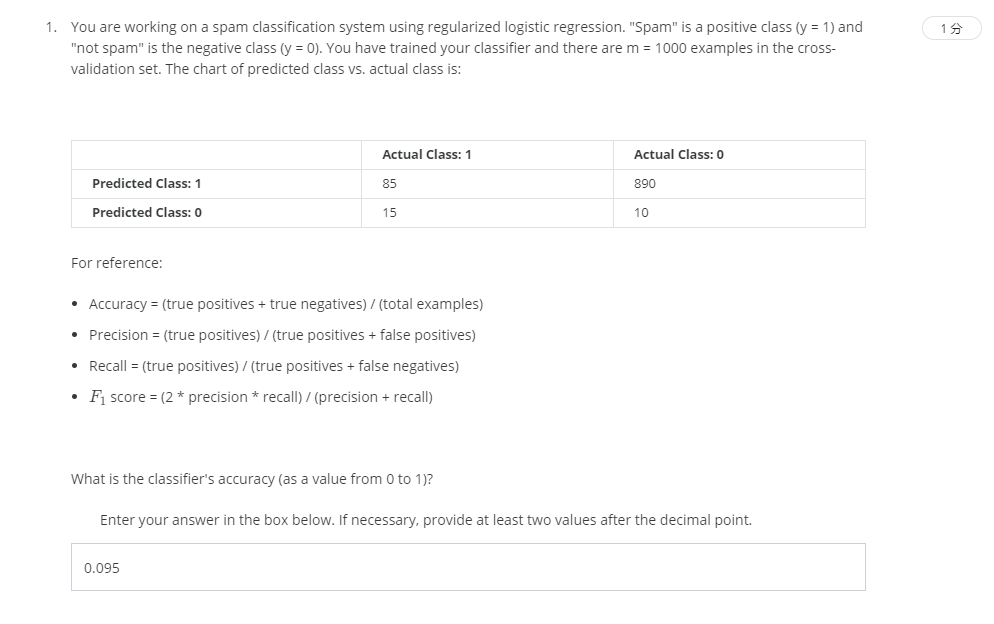 1. You are working on a spam classification system using regularized logistic regression. "Spam" is a positive class (y = 1) and
1 分
"not spam" is the negative class (y = 0). You have trained your classifier and there are m = 1000 examples in the cross-
validation set. The chart of predicted class vs. actual class is:
Actual Class: 1 Actual Class: 0
Predicted Class: 1 85 890
Predicted Class: 0 15 10
For reference:
• Accuracy = (true positives + true negatives) / (total examples)
• Precision = (true positives) / (true positives + false positives)
• Recall = (true positives) / (true positives + false negatives)
• F₁ score = (2 * precision * recall) / (precision + recall)
What is the classifier's accuracy (as a value from 0 to 1)?
Enter your answer in the box below. If necessary, provide at least two values after the decimal point.
0.095